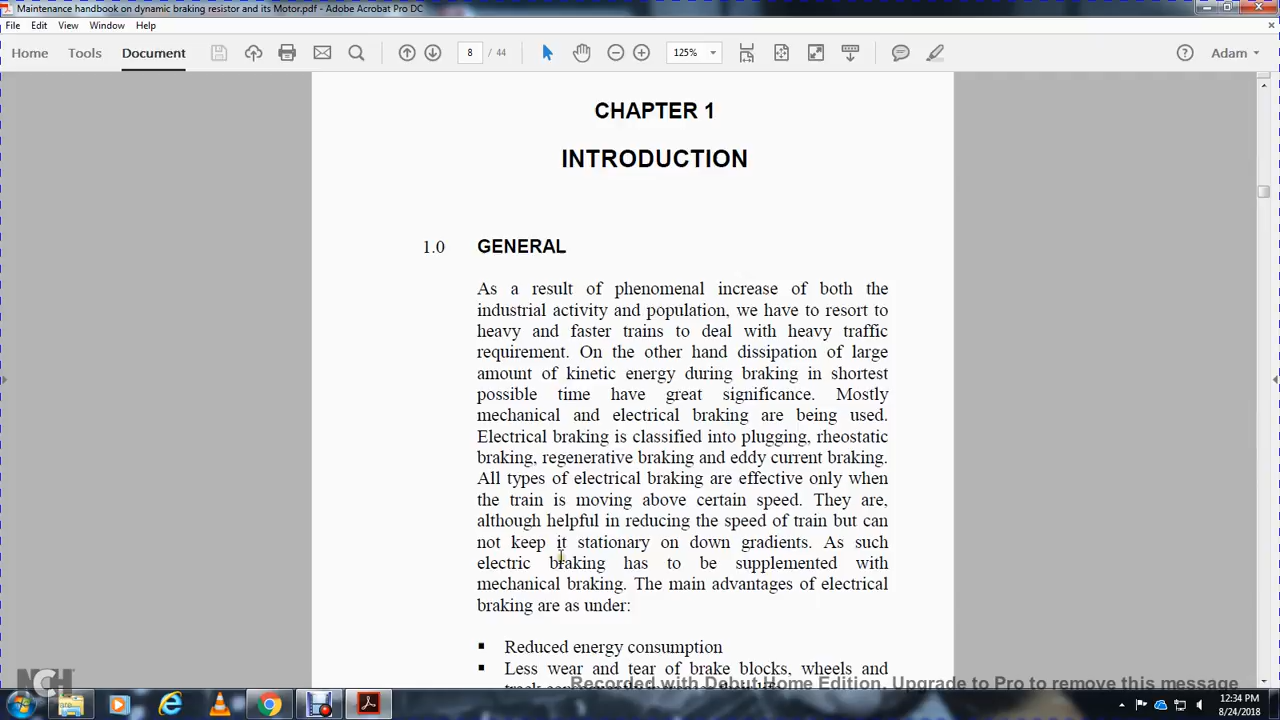 Maintenance handbook on dynamic braking resistor and its Motor.pdf - Adobe Acrobat Pro DC
File Edit View Window Help
Home Tools Document 8 / 44 125% Adam
CHAPTER 1
INTRODUCTION
1.0 GENERAL
As a result of phenomenal increase of both the
industrial activity and population, we have to resort to
heavy and faster trains to deal with heavy traffic
requirement. On the other hand dissipation of large
amount of kinetic energy during braking in shortest
possible time have great significance. Mostly
mechanical and electrical braking are being used.
Electrical braking is classified into plugging, rheostatic
braking, regenerative braking and eddy current braking.
All types of electrical braking are effective only when
the train is moving above certain speed. They are,
although helpful in reducing the speed of train but can
not keep it stationary on down gradients. As such
electric braking has to be supplemented with
mechanical braking. The main advantages of electrical
braking are as under:
▪ Reduced energy consumption
▪ Less wear and tear of brake blocks, wheels and
Recorded with Debut Home Edition. Upgrade to Pro to remove this message
NCH
12:34 PM
8/24/2018